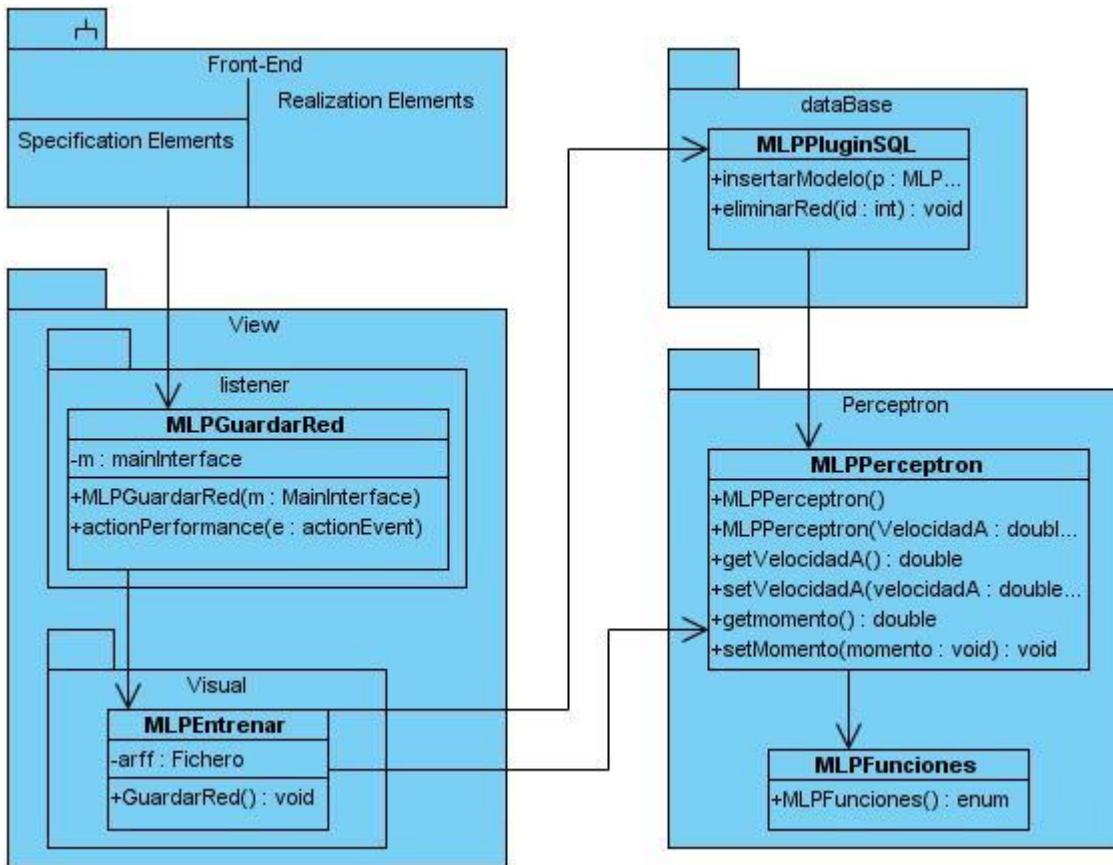 Front-End
Realization Elements
Specification Elements
View
listener
MLPGuardarRed
-m : mainInterface
+MLPGuardarRed(m : MainInterface)
+actionPerformance(e : actionEvent)
Visual
MLPEntrenar
-arff : Fichero
+GuardarRed() : void
dataBase
MLPPluginSQL
+insertarModelo(p : MLP...
+eliminarRed(id : int) : void
Perceptron
MLPPerceptron
+MLPPerceptron()
+MLPPerceptron(VelocidadA : doubl...
+getVelocidadA() : double
+setVelocidadA(velocidadA : double...
+getmomento() : double
+setMomento(momento : void) : void
MLPFunciones
+MLPFunciones() : enum